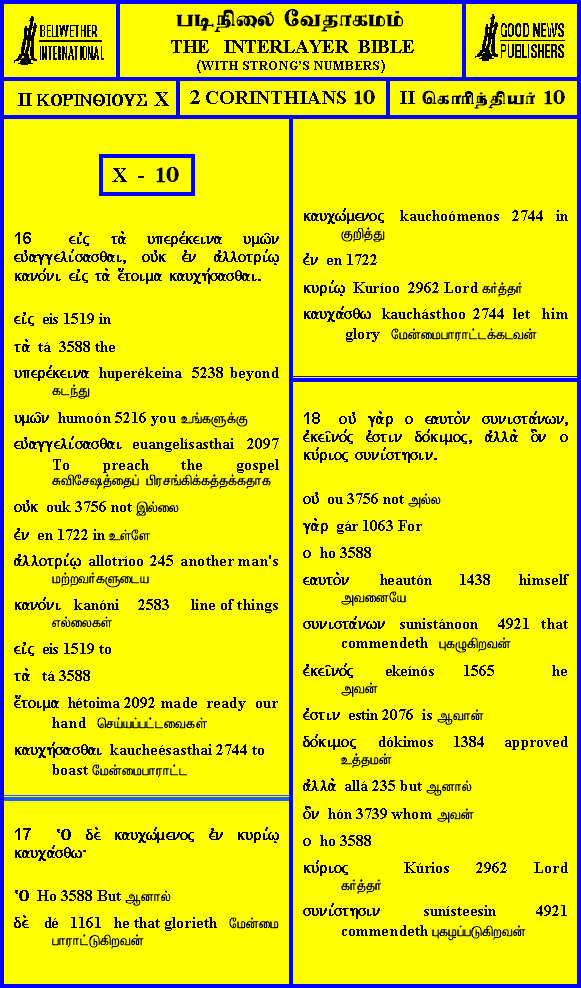 BELLWETHER
INTERNATIONAL
படிநிலை வேதாகமம்
THE INTERLAYER BIBLE
(WITH STRONG'S NUMBERS)
GOOD NEWS
PUBLISHERS
II ΚΟΡΙΝΘΙΟΥΣ X
2 CORINTHIANS 10
II கொரிந்தியர் 10
X - 10
16 εἰς τὰ υπερέκεινα υμῶν
εὐαγγελίσασθαι, οὐκ ἐν ἀλλοτρίῳ
κανόνι εἰς τὰ ἕτοιμα καυχήσασθαι.
εἰς eis 1519 in
τὰ tá 3588 the
υπερέκεινα huperékeina 5238 beyond
கடந்து
υμῶν humoón 5216 you உங்களுக்கு
εὐαγγελίσασθαι euangelísasthai 2097
To preach the gospel
சுவிசேஷத்தைப் பிரசங்கிக்கத்தக்கதாக
οὐκ ouk 3756 not இல்லை
ἐν en 1722 in உள்ளே
ἀλλοτρίῳ allotríoo 245 another man's
மற்றவர்களுடைய
κανόνι kanóni 2583 line of things
எல்லைகள்
εἰς eis 1519 to
τὰ tá 3588
ἕτοιμα hétoima 2092 made ready our
hand செய்யப்பட்டவைகள்
καυχήσασθαι kaucheésasthai 2744 to
boast மேன்மைபாராட்ட
17 Ὁ δὲ καυχώμενος ἐν κυρίῳ
καυχάσθω·
Ὁ Ho 3588 But ஆனால்
δὲ dé 1161 he that glorieth மேன்மை
பாராட்டுகிறவன்
καυχώμενος kauchoómenos 2744 in
குறித்து
ἐν en 1722
κυρίῳ Kuríoo 2962 Lord கர்த்தர்
καυχάσθω kauchásthoo 2744 let him
glory மேன்மைபாராட்டக்கடவன்
18 οὐ γὰρ ο εαυτὸν συνιστάνων,
ἐκεῖνός ἐστιν δόκιμος, ἀλλὰ ὃν ο
κύριος συνίστησιν.
οὐ ou 3756 not அல்ல
γὰρ gár 1063 For
ο ho 3588
εαυτὸν heautón 1438 himself
அவனையே
συνιστάνων sunistánoon 4921 that
commendeth புகழுகிறவன்
ἐκεῖνός ekeínós 1565 he
அவன்
ἐστιν estin 2076 is ஆவான்
δόκιμος dókimos 1384 approved
உத்தமன்
ἀλλὰ allá 235 but ஆனால்
ὃν hón 3739 whom அவன்
ο ho 3588
κύριος Kúrios 2962 Lord
கர்த்தர்
συνίστησιν sunísteesin 4921
commendeth புகழப்படுகிறவன்